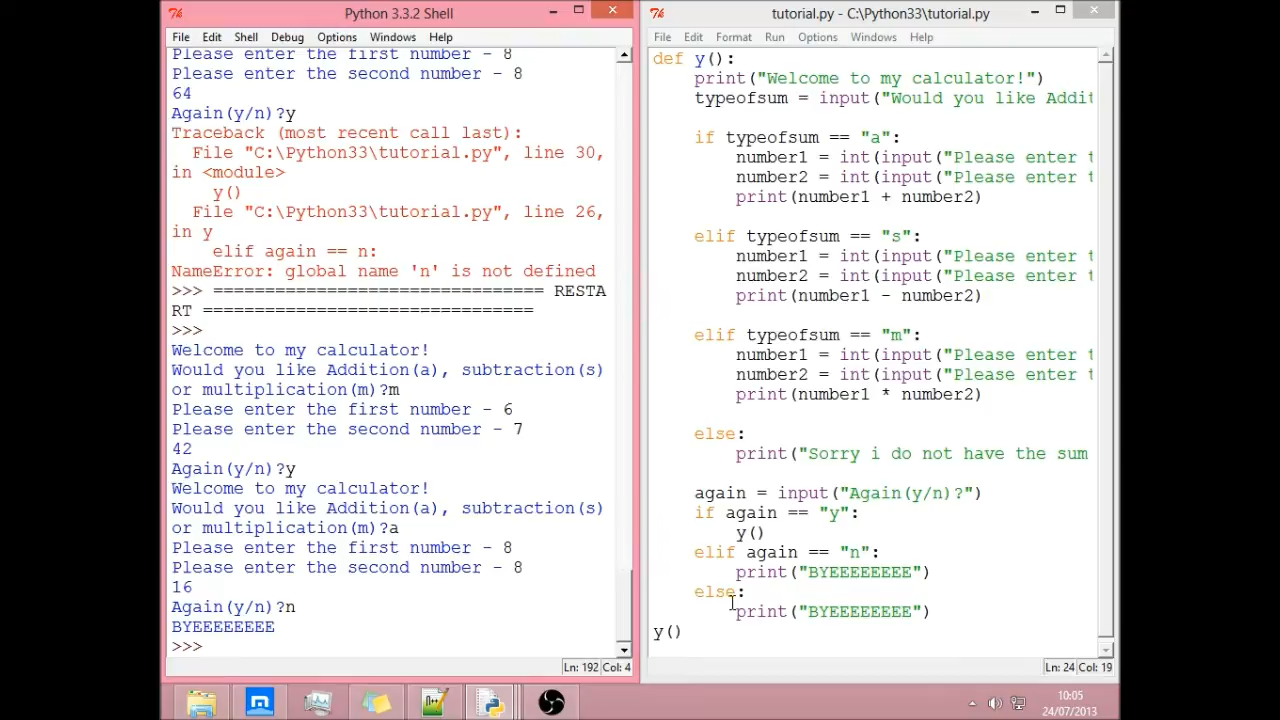 Python 3.3.2 Shell
File Edit Shell Debug Options Windows Help
Please enter the first number - 8
Please enter the second number - 8
64
Again(y/n)?y
Traceback (most recent call last):
File "C:\Python33\tutorial.py", line 30,
in <module>
y()
File "C:\Python33\tutorial.py", line 26,
in y
elif again == n:
NameError: global name 'n' is not defined
>>> ================================ RESTA
RT ================================
>>>
Welcome to my calculator!
Would you like Addition(a), subtraction(s)
or multiplication(m)?m
Please enter the first number - 6
Please enter the second number - 7
42
Again(y/n)?y
Welcome to my calculator!
Would you like Addition(a), subtraction(s)
or multiplication(m)?a
Please enter the first number - 8
Please enter the second number - 8
16
Again(y/n)?n
BYEEEEEEEE
>>>
Ln: 192 Col: 4
tutorial.py - C:\Python33\tutorial.py
File Edit Format Run Options Windows Help
def y():
print("Welcome to my calculator!")
typeofsum = input("Would you like Addit
if typeofsum == "a":
number1 = int(input("Please enter t
number2 = int(input("Please enter t
print(number1 + number2)
elif typeofsum == "s":
number1 = int(input("Please enter t
number2 = int(input("Please enter t
print(number1 - number2)
elif typeofsum == "m":
number1 = int(input("Please enter t
number2 = int(input("Please enter t
print(number1 * number2)
else:
print("Sorry i do not have the sum
again = input("Again(y/n)?")
if again == "y":
y()
elif again == "n":
print("BYEEEEEEEE")
else:
print("BYEEEEEEEE")
y()
Ln: 24 Col: 19
10:05
24/07/2013